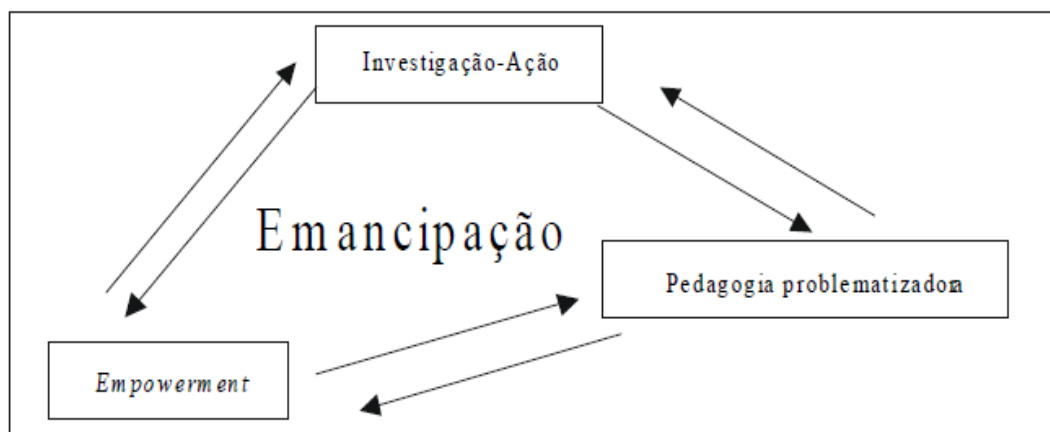 Investigação-Ação
Emancipação
Pedagogia problematizadora
Empowerment